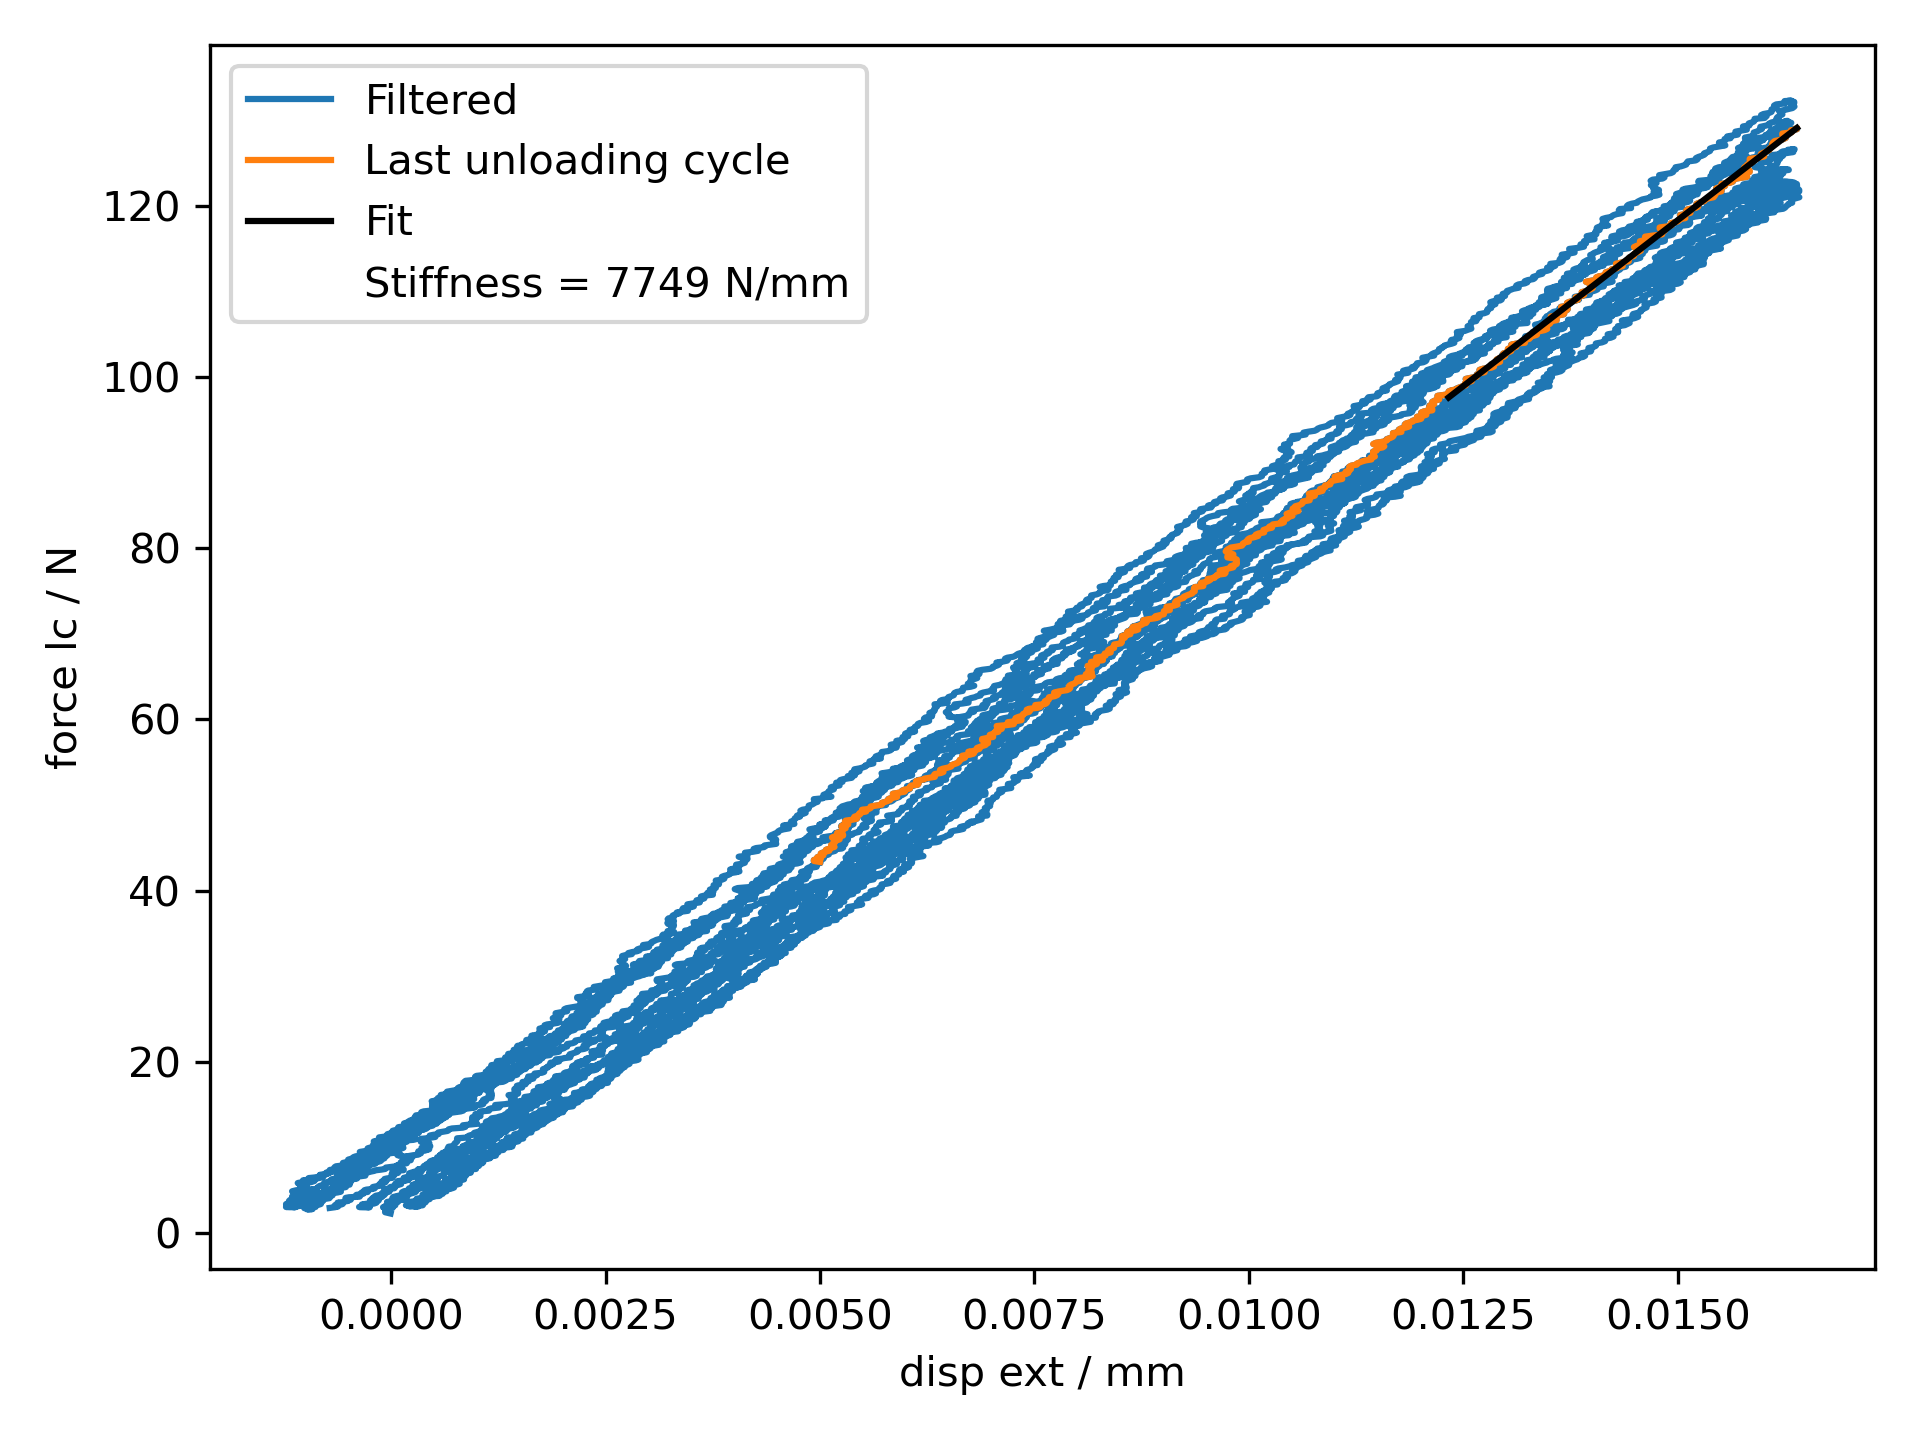 Filtered
Last unloading cycle
Fit
Stiffness = 7749 N/mm
120
100
80
60
40
20
0
force lc / N
0.0000 0.0025 0.0050 0.0075 0.0100 0.0125 0.0150
disp ext / mm